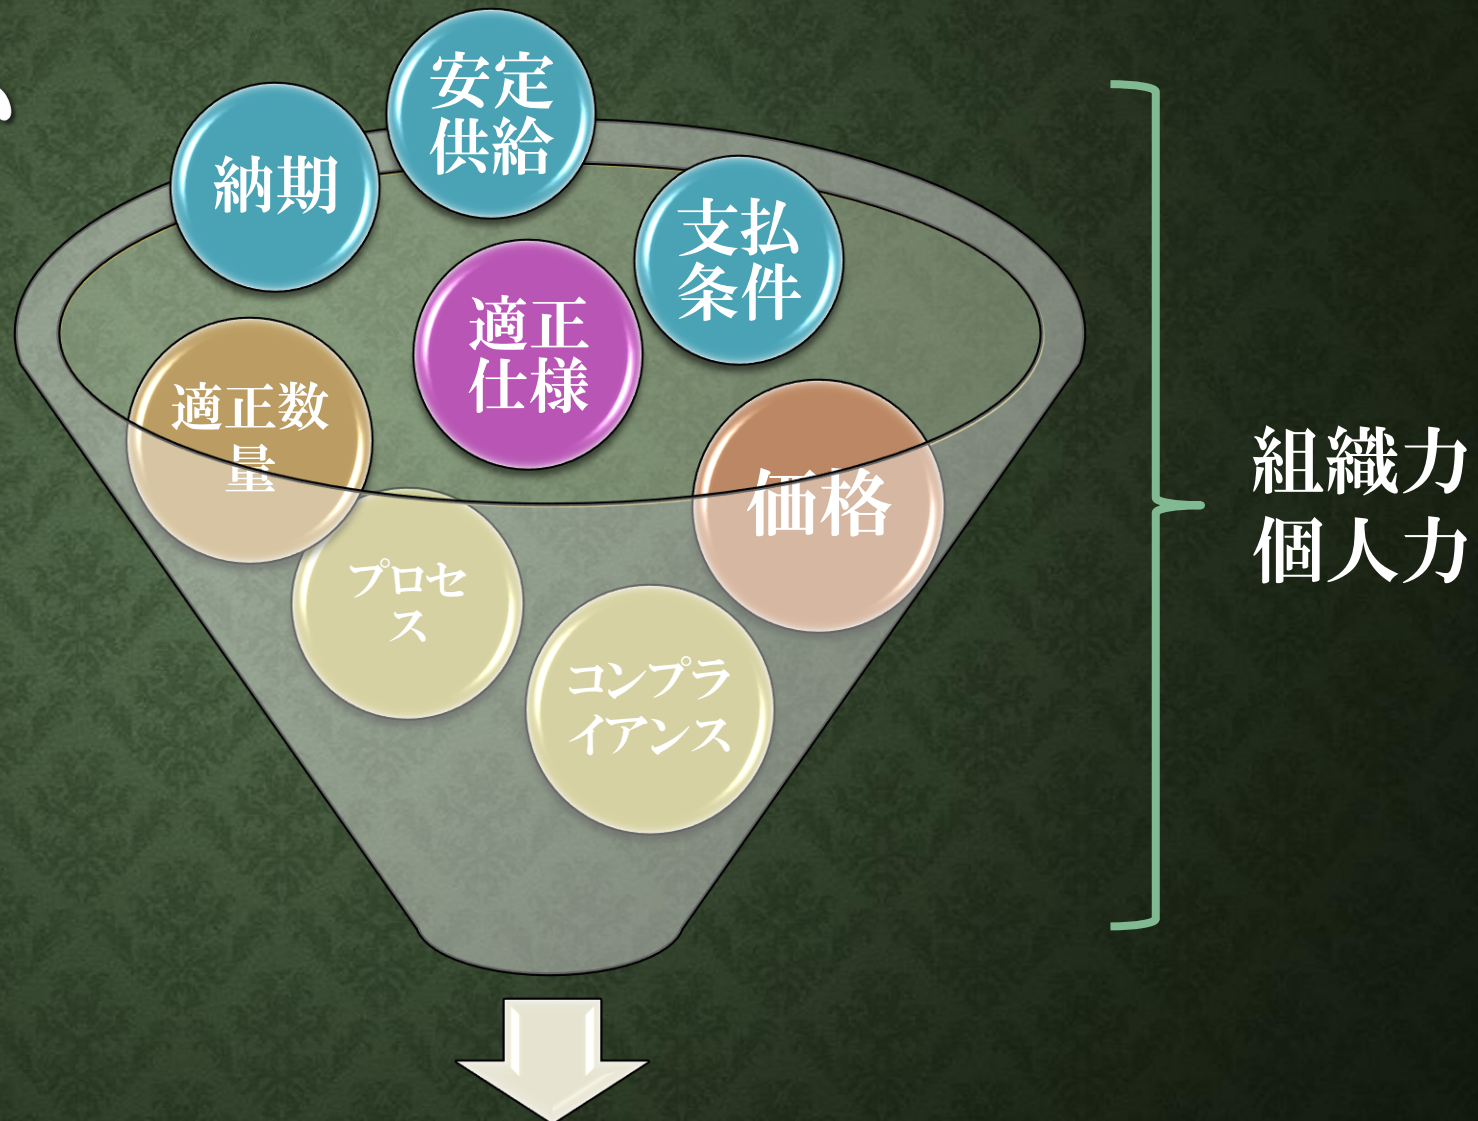 安定
供給
納期
支払
条件
適正
仕様
適正数
量
価格
プロセ
ス
コンプラ
イアンス
組織力
個人力